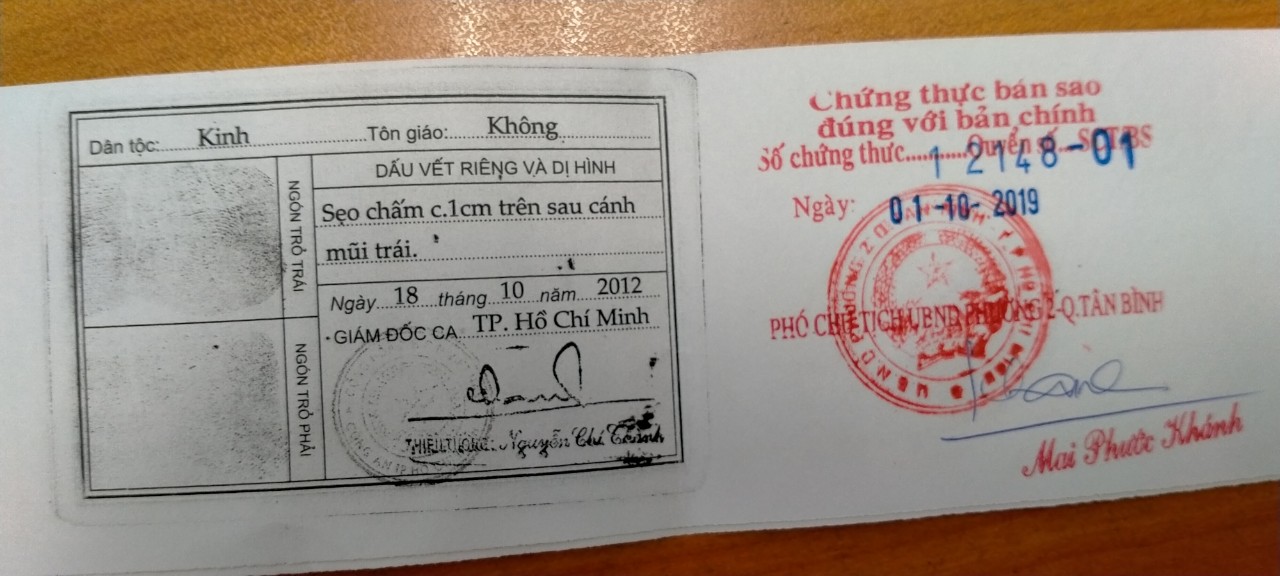 Dân tộc: Kinh Tôn giáo: Không
NGÓN TRỎ TRÁI
NGÓN TRỎ PHẢI
DẤU VẾT RIÊNG VÀ DỊ HÌNH
Sẹo chấm c.1cm trên sau cánh
mũi trái.
Ngày 18 tháng 10 năm 2012
GIÁM ĐỐC CA TP. Hồ Chí Minh
THIẾU TƯỚNG: Nguyễn Chí Thành
Chứng thực bản sao
đúng với bản chính
Số chứng thực 12148-01 Quyển số SCT/BS
Ngày: 01-10-2019
PHÓ CHỦ TỊCH UBND PHƯỜNG 2-Q.TÂN BÌNH
Mai Phước Khánh